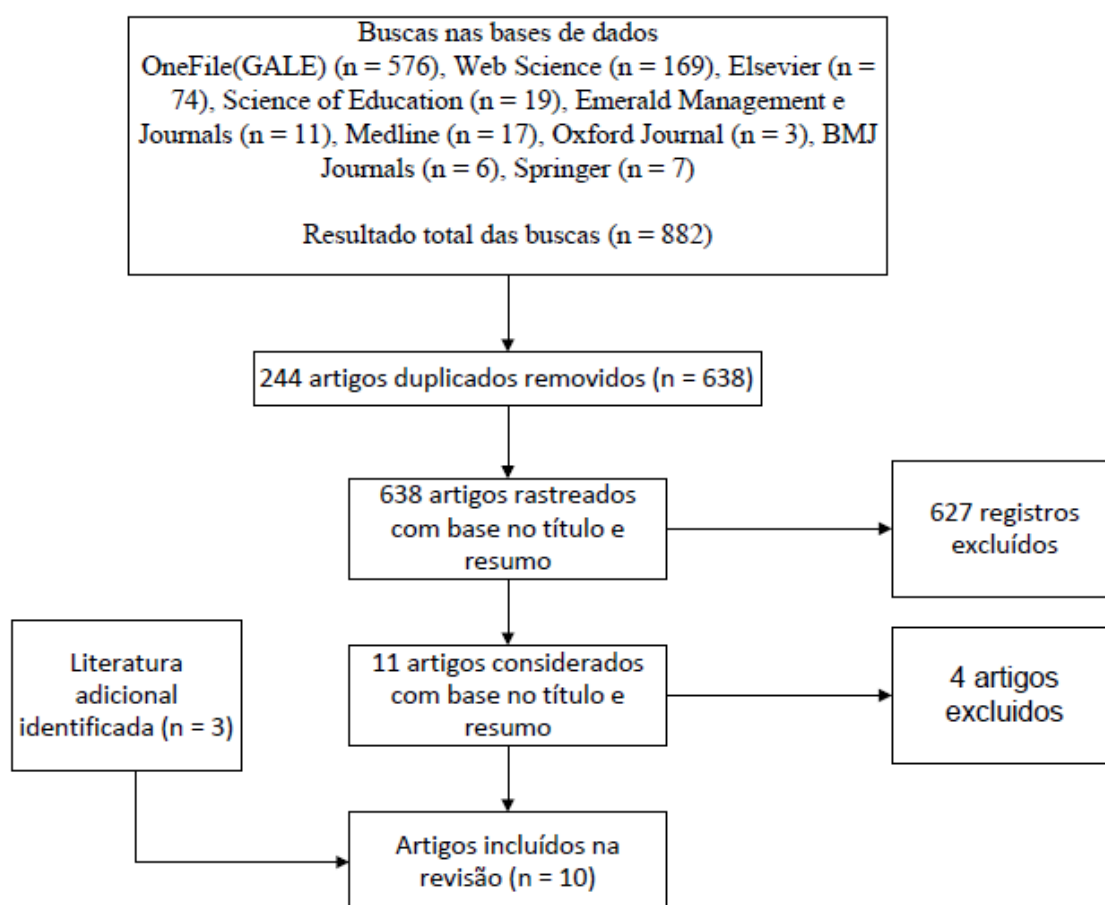 Buscas nas bases de dados
OneFile(GALE) (n = 576), Web Science (n = 169), Elsevier (n =
74), Science of Education (n = 19), Emerald Management e
Journals (n = 11), Medline (n = 17), Oxford Journal (n = 3), BMJ
Journals (n = 6), Springer (n = 7)
Resultado total das buscas (n = 882)
244 artigos duplicados removidos (n = 638)
638 artigos rastreados
com base no título e
resumo
627 registros
excluídos
11 artigos considerados
com base no título e
resumo
4 artigos
excluidos
Literatura
adicional
identificada (n = 3)
Artigos incluídos na
revisão (n = 10)